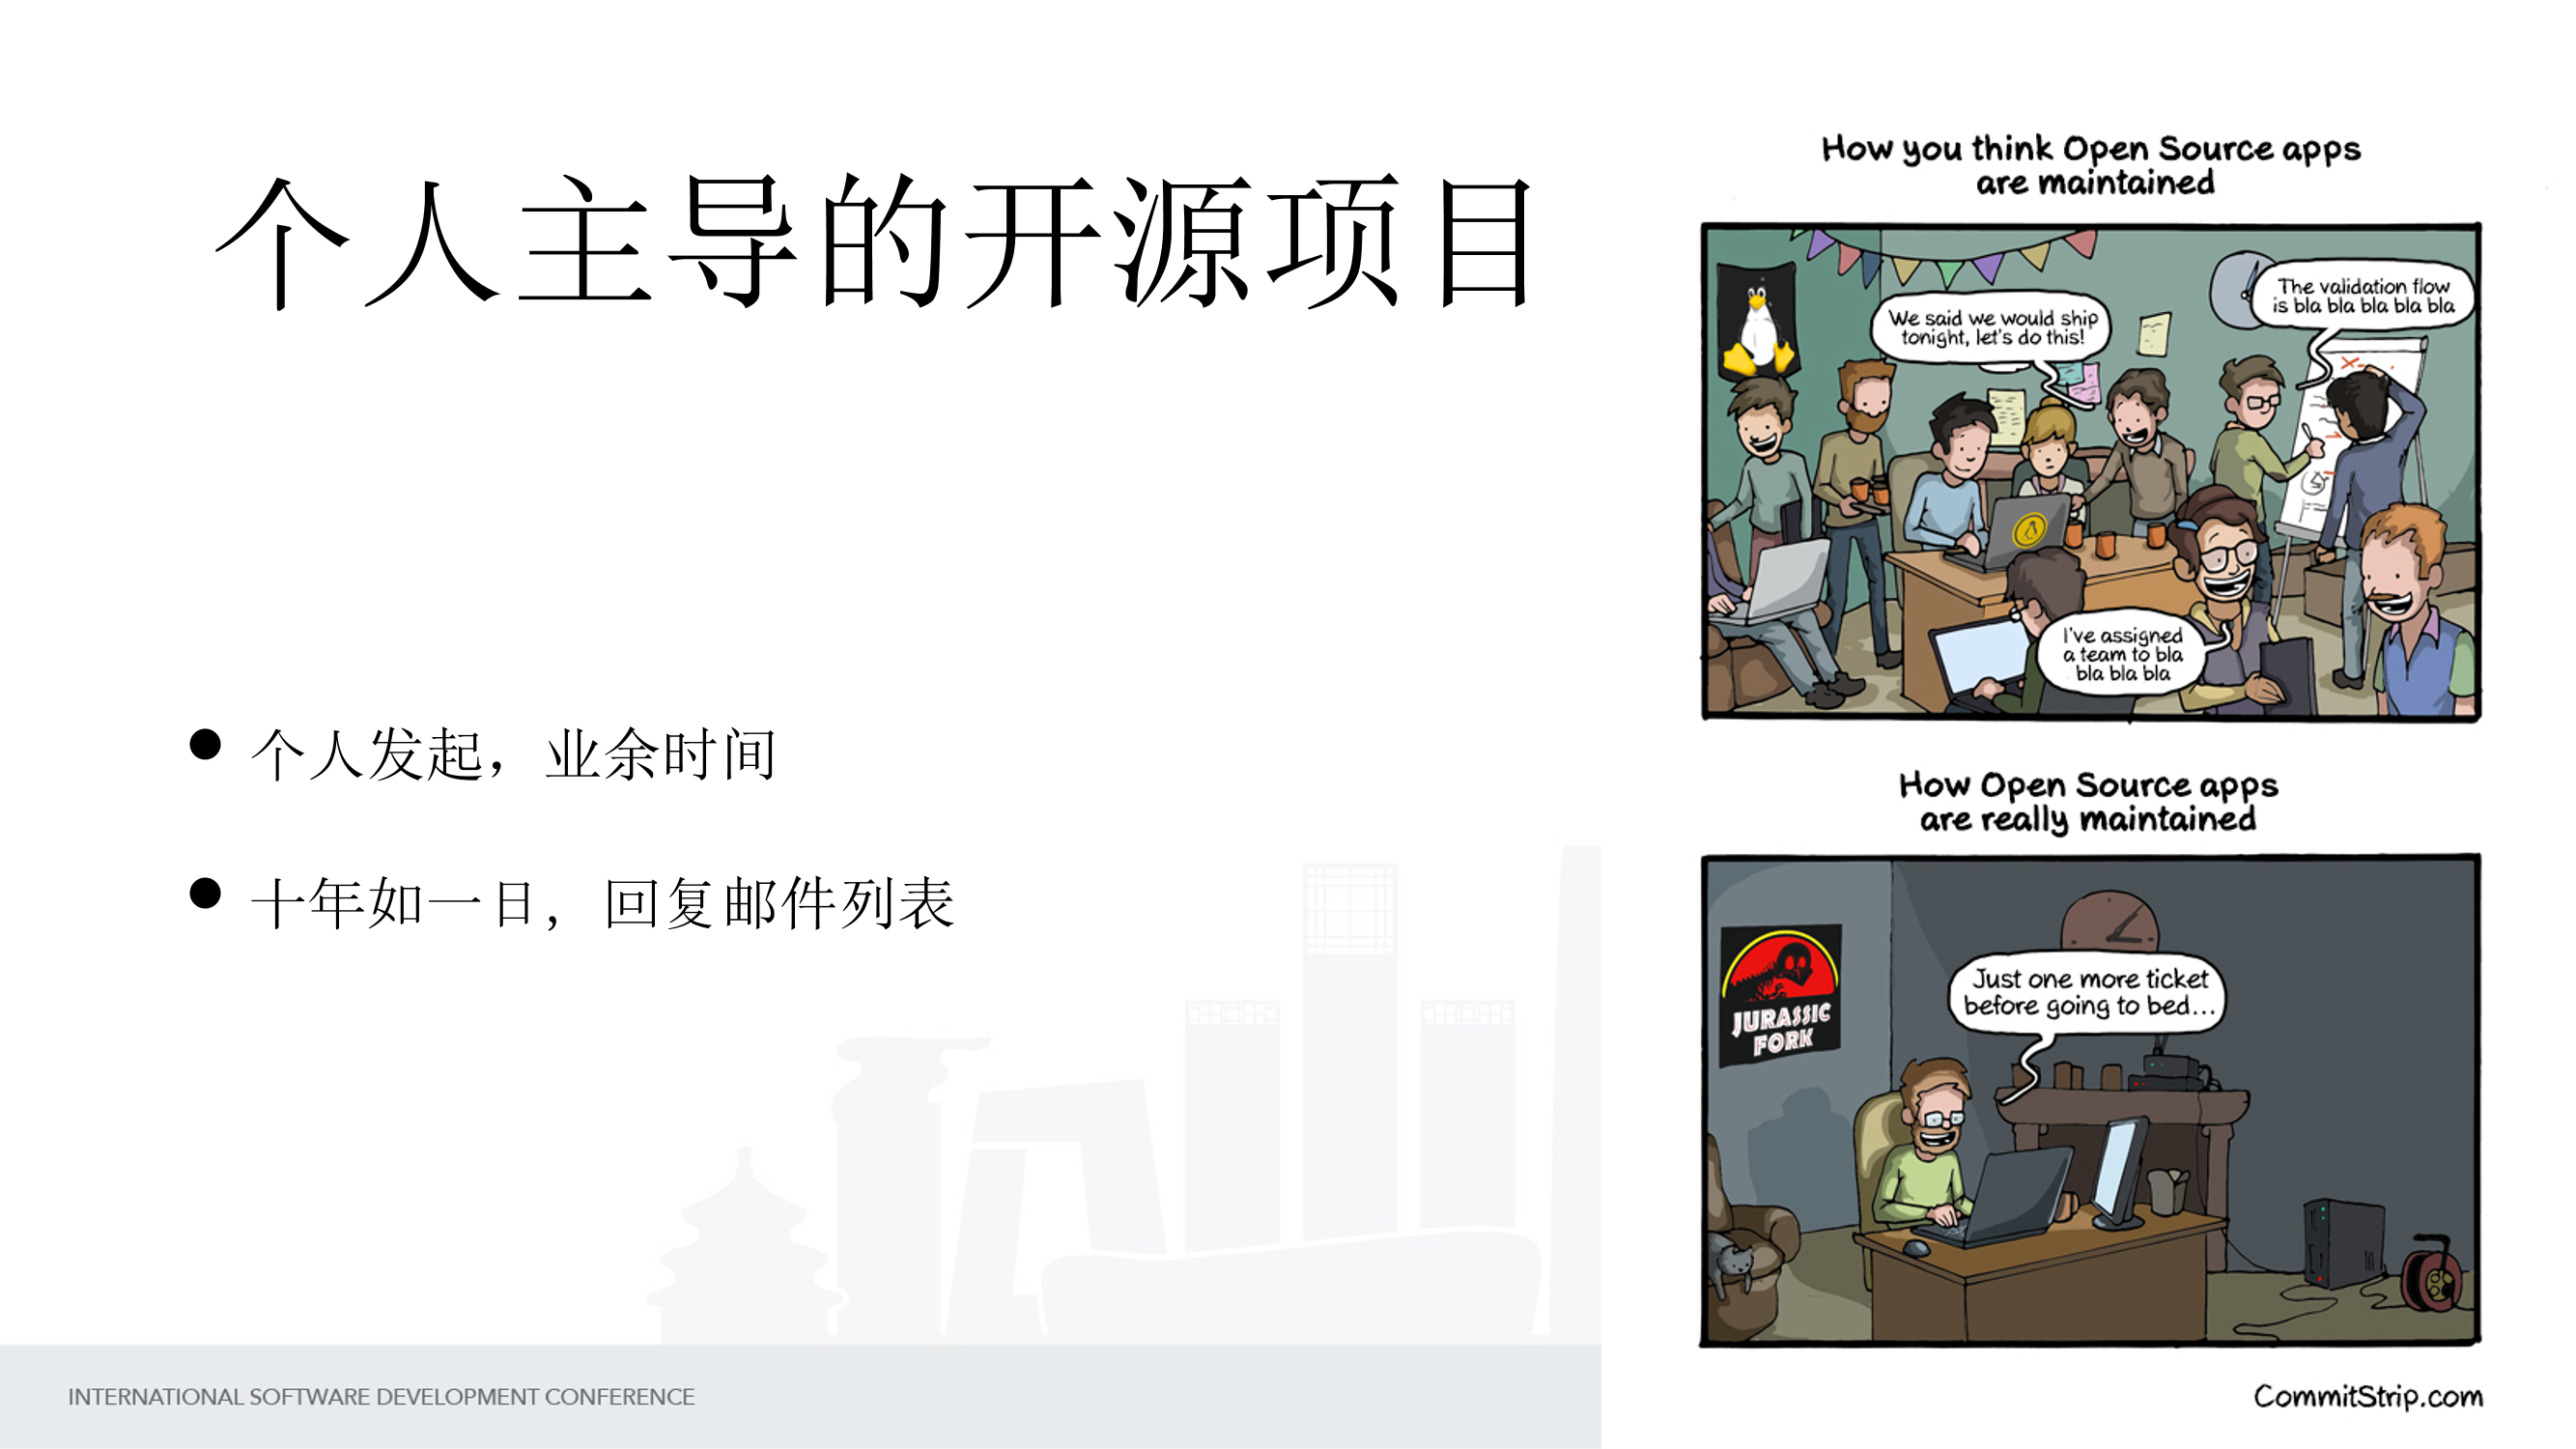 个人主导的开源项目
● 个人发起，业余时间
● 十年如一日，回复邮件列表
INTERNATIONAL SOFTWARE DEVELOPMENT CONFERENCE
How you think Open Source apps
are maintained
The validation flow
is bla bla bla bla bla
We said we would ship
tonight, let's do this!
I've assigned
a team to bla
bla bla bla
How Open Source apps
are really maintained
Just one more ticket
before going to bed...
JURASSIC
FORK
CommitStrip.com